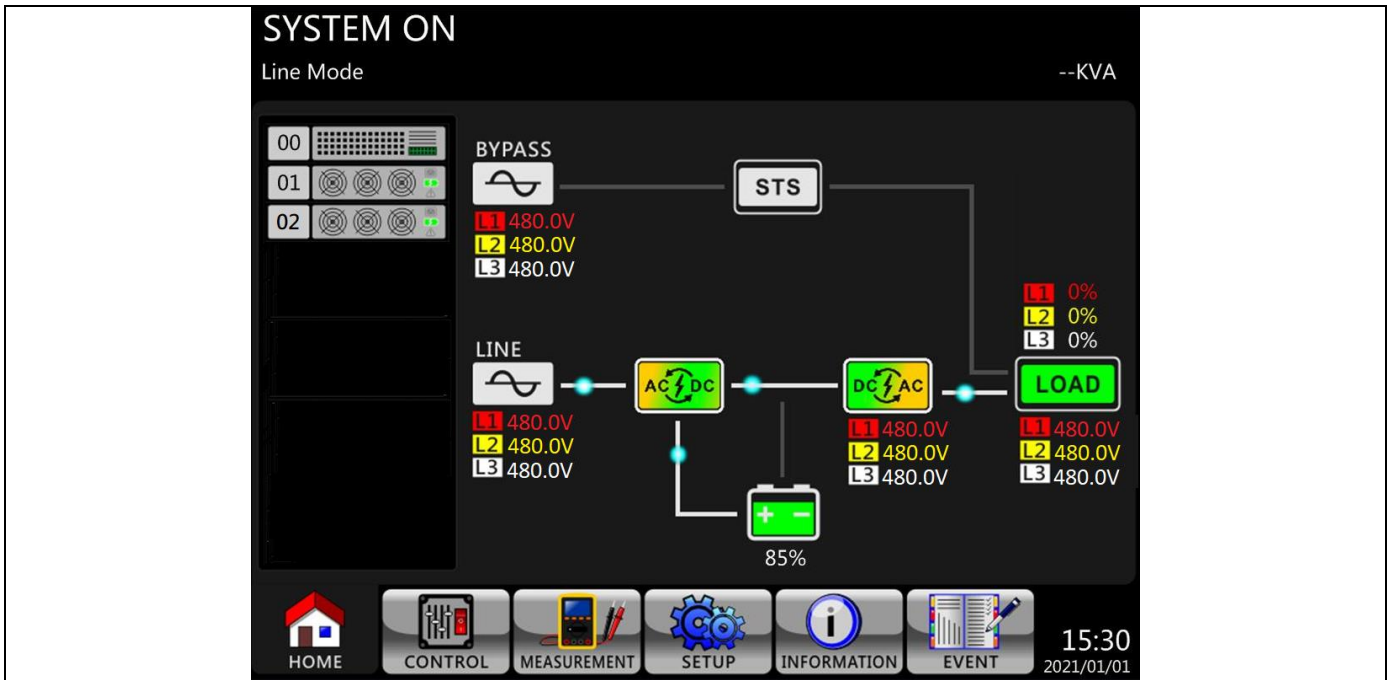 SYSTEM ON
Line Mode
--KVA
00
01
02
BYPASS
L1 480.0V
L2 480.0V
L3 480.0V
STS
L1 0%
L2 0%
L3 0%
LINE
AC DC
DC AC
LOAD
L1 480.0V
L2 480.0V
L3 480.0V
L1 480.0V
L2 480.0V
L3 480.0V
L1 480.0V
L2 480.0V
L3 480.0V
+ -
85%
HOME
CONTROL
MEASUREMENT
SETUP
INFORMATION
EVENT
15:30
2021/01/01